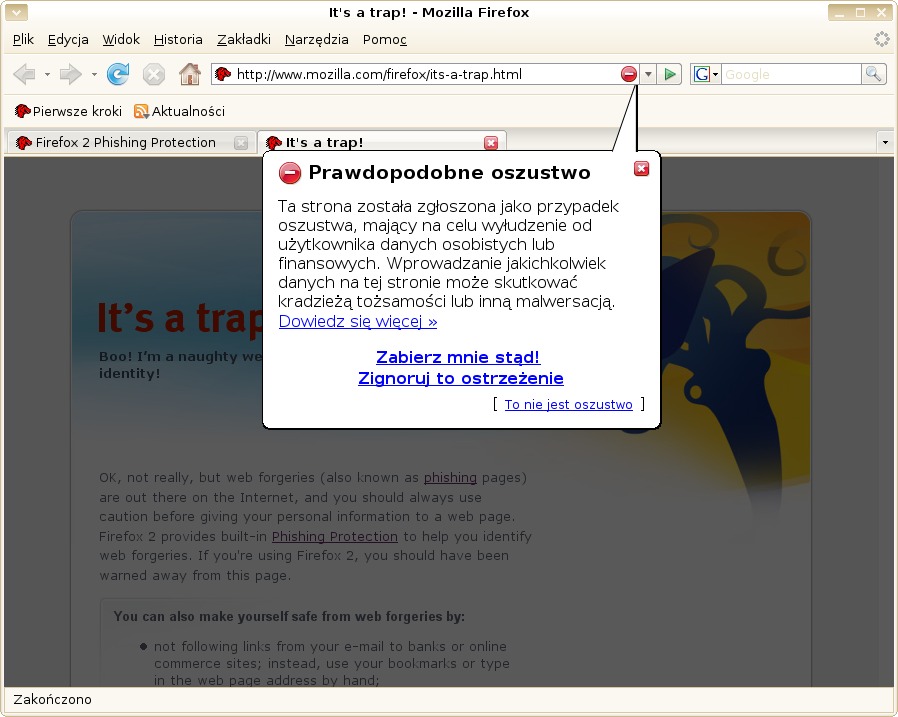 It's a trap! - Mozilla Firefox
Plik Edycja Widok Historia Zakładki Narzędzia Pomoc
http://www.mozilla.com/firefox/its-a-trap.html
G Google
Pierwsze kroki Aktualności
Firefox 2 Phishing Protection It's a trap!
Prawdopodobne oszustwo
Ta strona została zgłoszona jako przypadek
oszustwa, mający na celu wyłudzenie od
użytkownika danych osobistych lub
finansowych. Wprowadzanie jakichkolwiek
danych na tej stronie może skutkować
kradzieżą tożsamości lub inną malwersacją.
Dowiedz się więcej »
Zabierz mnie stąd!
Zignoruj to ostrzeżenie
[ To nie jest oszustwo ]
It's a trap
Boo! I'm a naughty we
identity!
OK, not really, but web forgeries (also known as phishing pages)
are out there on the Internet, and you should always use
caution before giving your personal information to a web page.
Firefox 2 provides built-in Phishing Protection to help you identify
web forgeries. If you're using Firefox 2, you should have been
warned away from this page.
You can also make yourself safe from web forgeries by:
● not following links from your e-mail to banks or online
commerce sites; instead, use your bookmarks or type
in the web page address by hand;
Zakończono